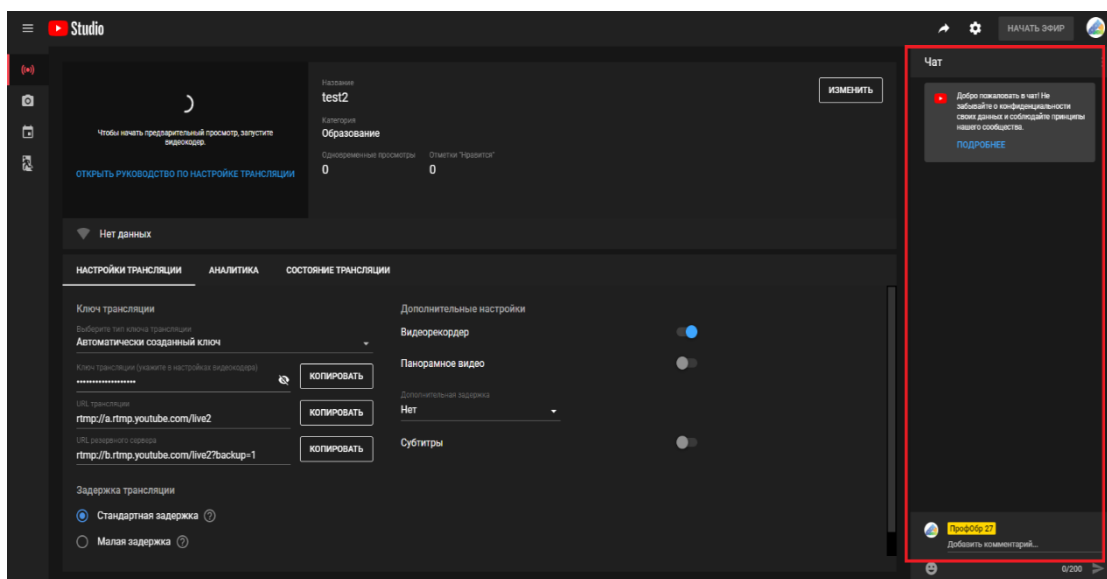 Studio
НАЧАТЬ ЭФИР
Чтобы начать предварительный просмотр, запустите
видеокодер.
ОТКРЫТЬ РУКОВОДСТВО ПО НАСТРОЙКЕ ТРАНСЛЯЦИИ
Название
test2
ИЗМЕНИТЬ
Категория
Образование
Одновременные просмотры
Отметки "Нравится"
0
0
Нет данных
НАСТРОЙКИ ТРАНСЛЯЦИИ
АНАЛИТИКА
СОСТОЯНИЕ ТРАНСЛЯЦИИ
Ключ трансляции
Выберите тип ключа трансляции
Автоматически созданный ключ
Ключ трансляции (укажите в настройках видеокодера)
•••••••••••••••••••
КОПИРОВАТЬ
URL трансляции
rtmp://a.rtmp.youtube.com/live2
КОПИРОВАТЬ
URL резервного сервера
rtmp://b.rtmp.youtube.com/live2?backup=1
КОПИРОВАТЬ
Задержка трансляции
Стандартная задержка
Малая задержка
Дополнительные настройки
Видеорекордер
Панорамное видео
Дополнительная задержка
Нет
Субтитры
Чат
Добро пожаловать в чат! Не
забывайте о конфиденциальности
своих данных и соблюдайте принципы
нашего сообщества.
ПОДРОБНЕЕ
ПрофОбр 27
Добавить комментарий...
0/200